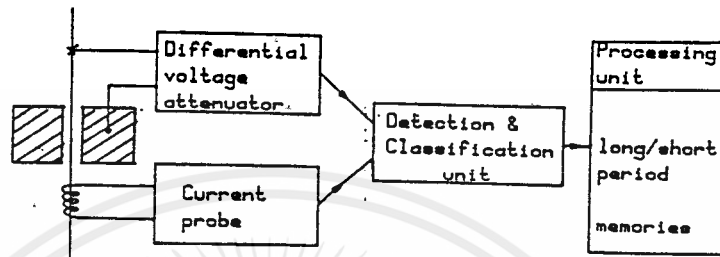 Differential
voltage
attenuator
Current
probe
Detection &
Classification
unit
Processing
unit
long/short
period
memories